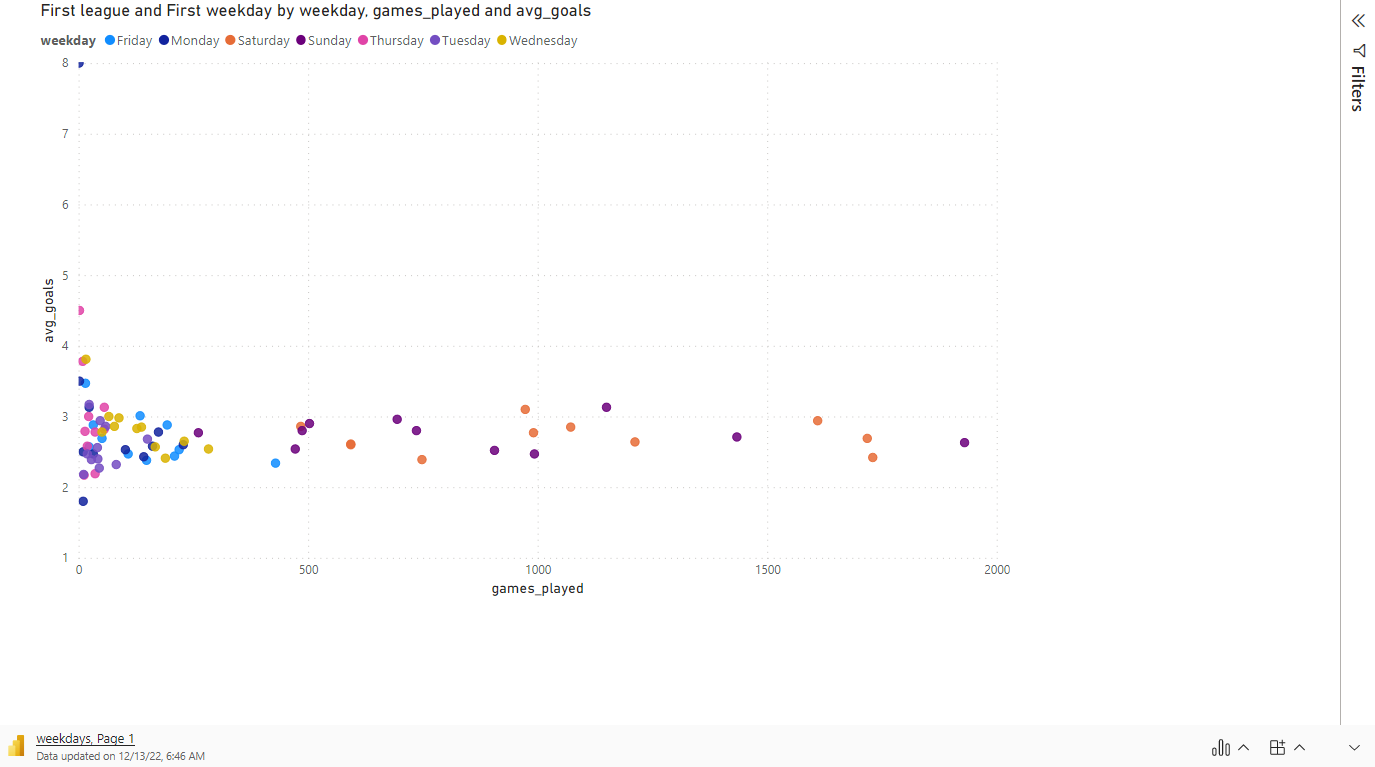 First league and First weekday by weekday, games_played and avg_goals
weekday Friday Monday Saturday Sunday Thursday Tuesday Wednesday
8
7
6
5
4
3
2
1
avg_goals
0 500 1000 1500 2000
games_played
Filters
weekdays, Page 1
Data updated on 12/13/22, 6:46 AM